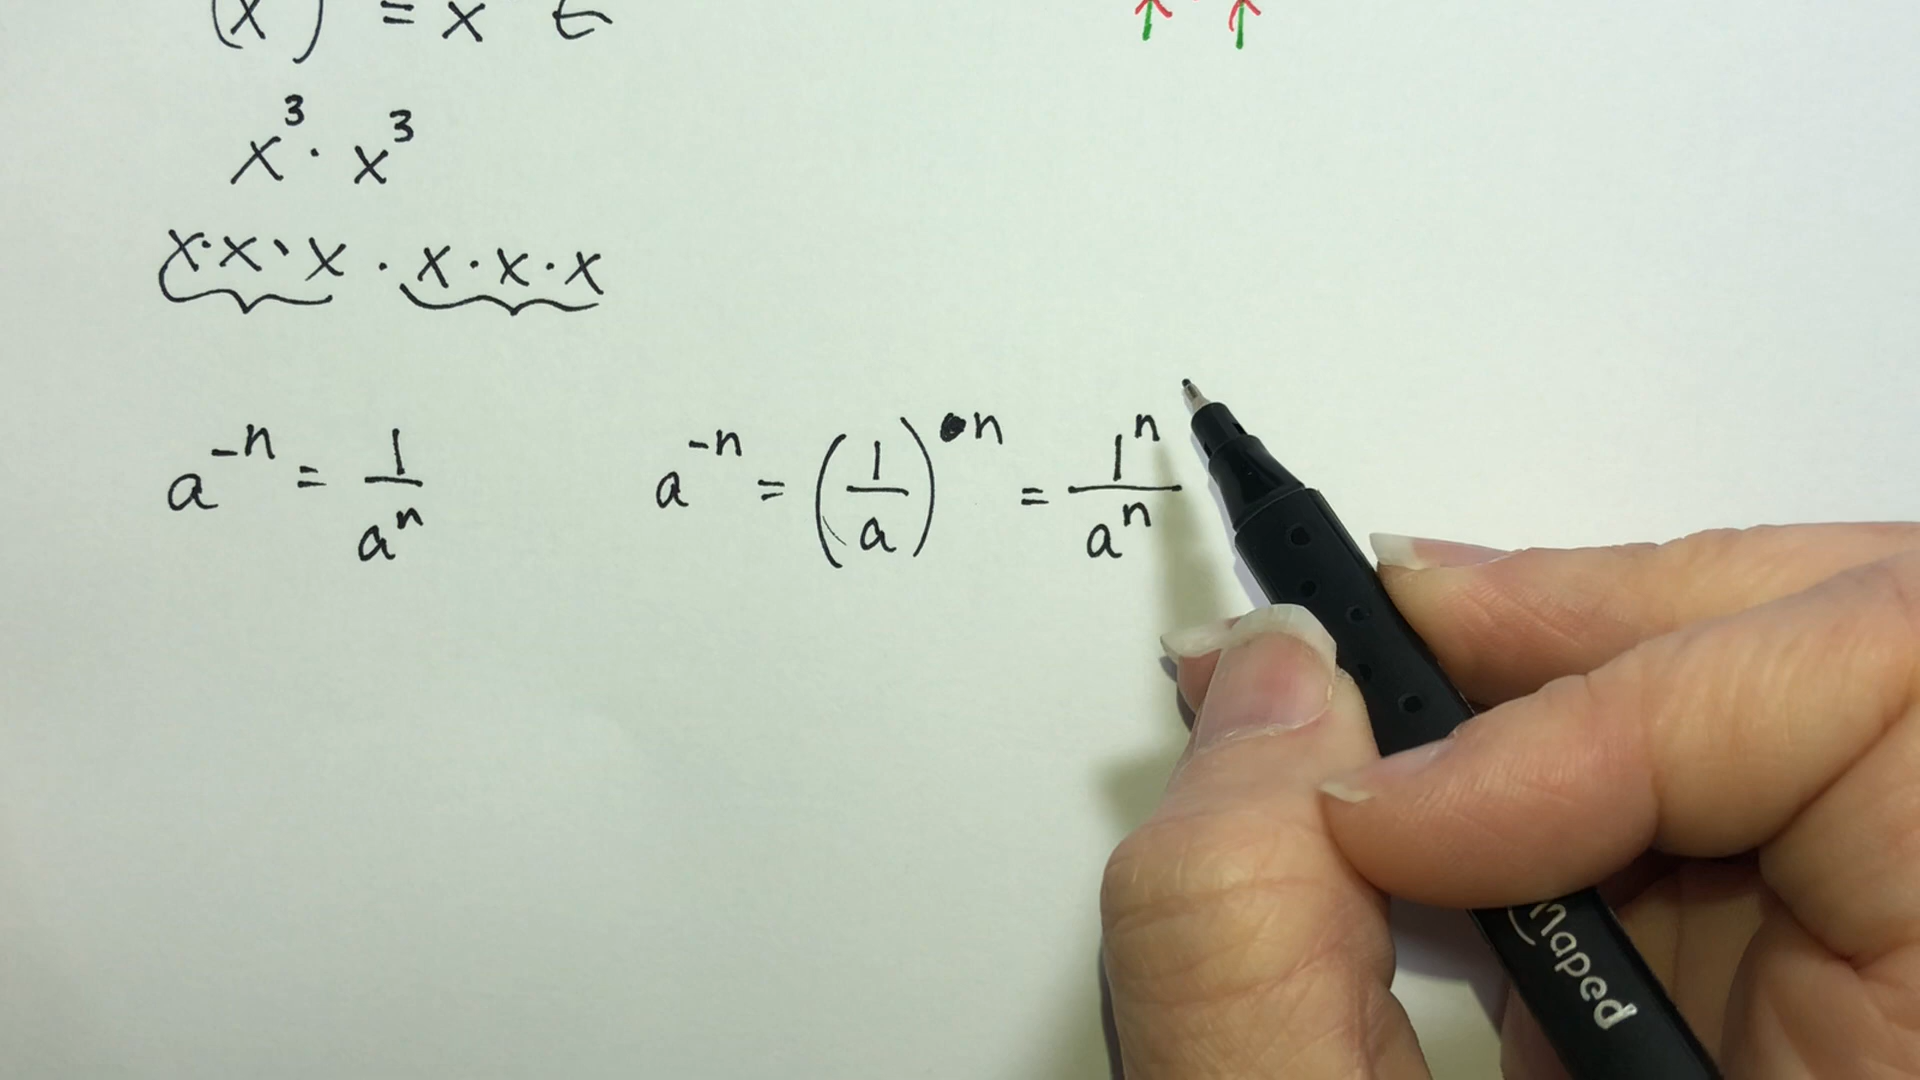 (x ) = x
x³ · x³
x·x·x · x·x·x
a⁻ⁿ = 1/aⁿ
a⁻ⁿ = (1/a)ⁿ = 1ⁿ/aⁿ
Maped